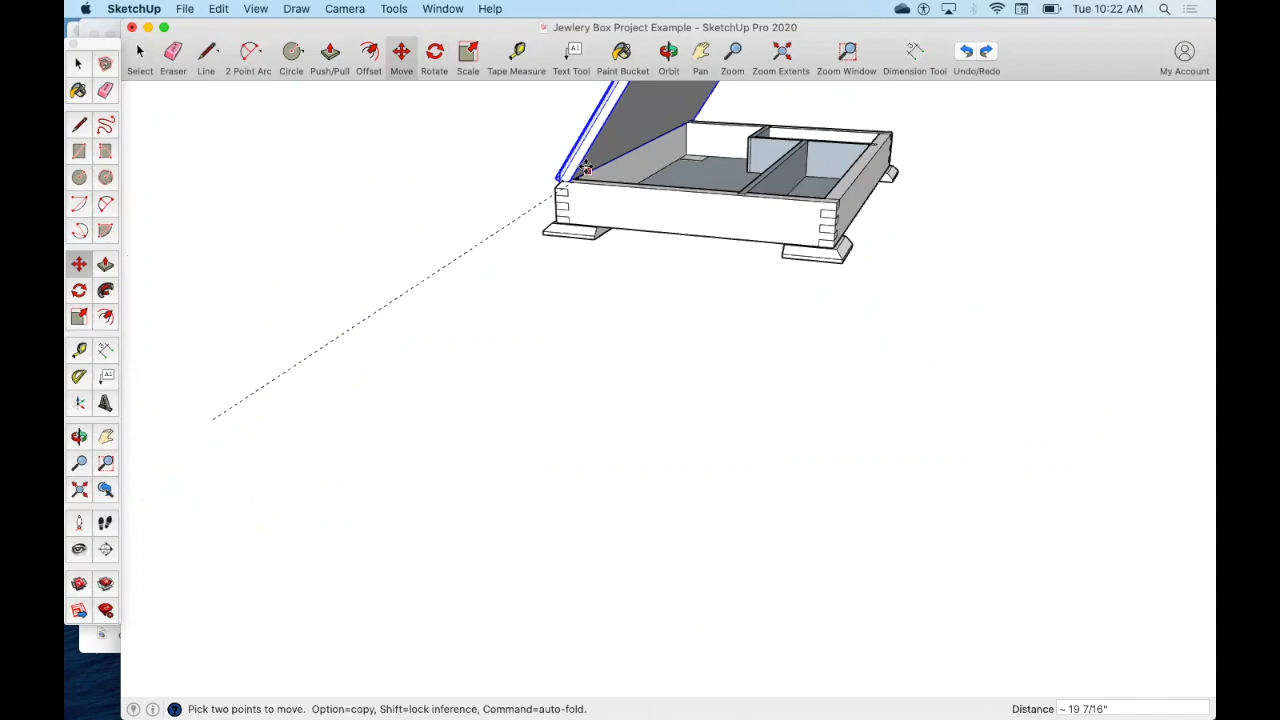 SketchUp File Edit View Camera Draw Tools Window Help Tue 10:22 AM
Jewlery Box Project Example - SketchUp Pro 2020
Select Eraser Line 2 Point Arc Circle Push/Pull Offset Move Rotate Scale Tape Measure Text Tool Paint Bucket Orbit Pan Zoom Zoom Extents Zoom Window Dimension Tool Undo/Redo My Account
Pick two points to move. Option=copy, Shift=lock inference, Command=auto-fold. Distance ~ 19 7/16"